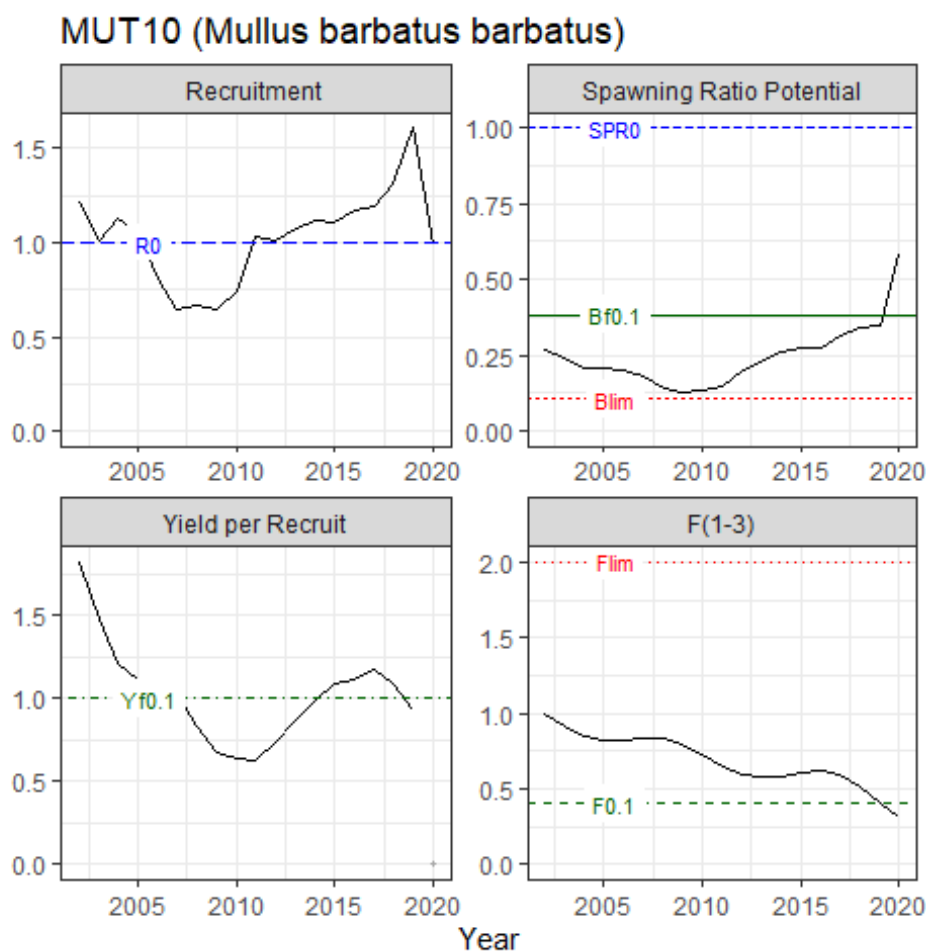 MUT10 (Mullus barbatus barbatus)
Recruitment
1.5
1.0
0.5
0.0
R0
2005 2010 2015 2020
Spawning Ratio Potential
1.00
0.75
0.50
0.25
0.00
SPR0
Bf0.1
Blim
2005 2010 2015 2020
Yield per Recruit
1.5
1.0
0.5
0.0
Yf0.1
2005 2010 2015 2020
F(1-3)
2.0
1.5
1.0
0.5
0.0
Flim
F0.1
2005 2010 2015 2020
Year